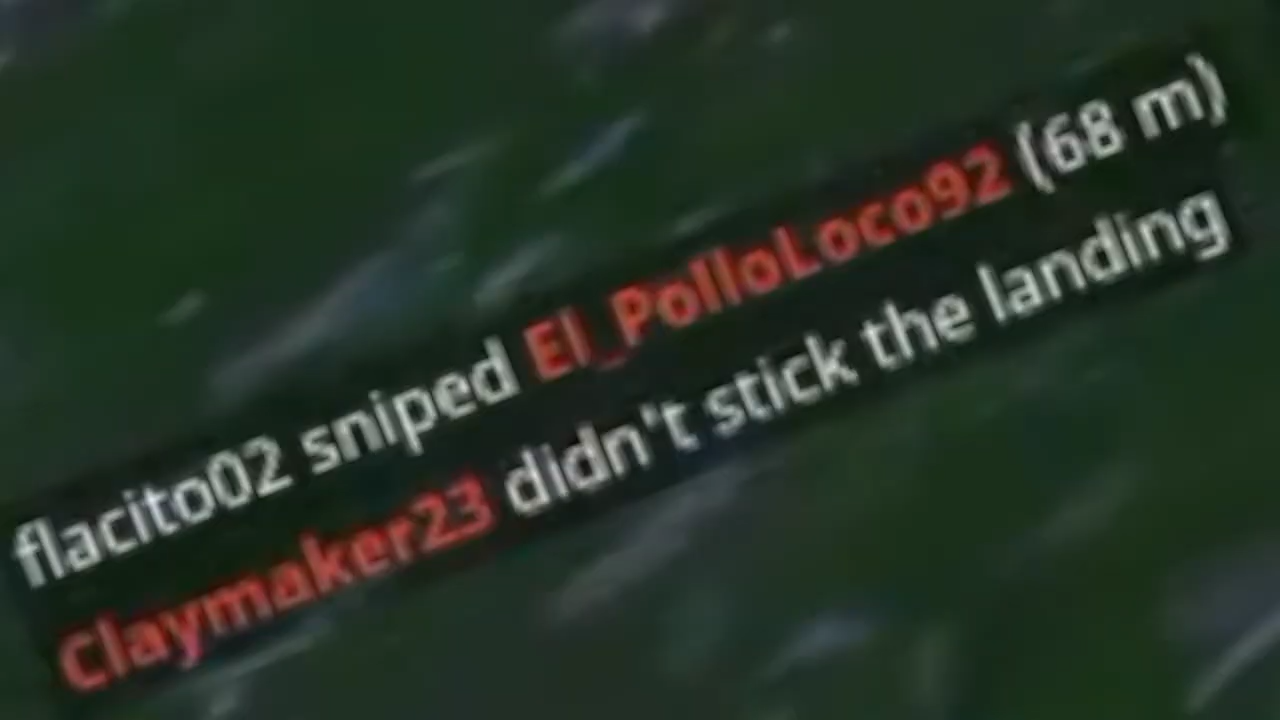 flacito02 sniped El_PolloLoco92 (68 m)
Claymaker23 didn't stick the landing